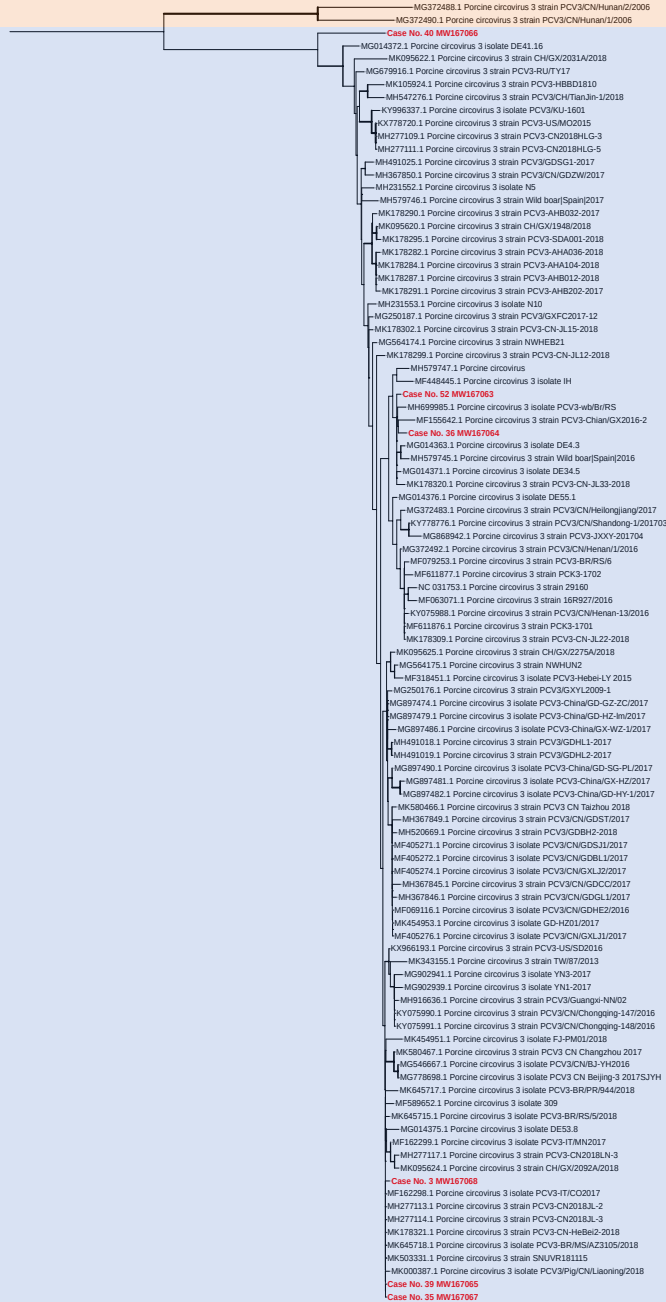 MG372488.1 Porcine circovirus 3 strain PCV3/CN/Hunan/2/2006
MG372490.1 Porcine circovirus 3 strain PCV3/CN/Hunan/1/2006
Case No. 40 MW167066
MG014372.1 Porcine circovirus 3 isolate DE41.16
MK095622.1 Porcine circovirus 3 strain CH/GX/2031A/2018
MG679916.1 Porcine circovirus 3 strain PCV3-RU/TY17
MK105924.1 Porcine circovirus 3 strain PCV3-HBBD1810
MH547276.1 Porcine circovirus 3 strain PCV3/CH/TianJin-1/2018
KY996337.1 Porcine circovirus 3 isolate PCV3/KU-1601
KX778720.1 Porcine circovirus 3 strain PCV3-US/MO2015
MH277109.1 Porcine circovirus 3 strain PCV3-CN2018HLG-3
MH277111.1 Porcine circovirus 3 strain PCV3-CN2018HLG-5
MH491025.1 Porcine circovirus 3 strain PCV3/GDSG1-2017
MH367850.1 Porcine circovirus 3 strain PCV3/CN/GDZW/2017
MH231552.1 Porcine circovirus 3 isolate N5
MH579746.1 Porcine circovirus 3 strain Wild boar|Spain|2017
MK178290.1 Porcine circovirus 3 strain PCV3-AHB032-2017
MK095620.1 Porcine circovirus 3 strain CH/GX/1948/2018
MK178295.1 Porcine circovirus 3 strain PCV3-SDA001-2018
MK178282.1 Porcine circovirus 3 strain PCV3-AHA036-2018
MK178284.1 Porcine circovirus 3 strain PCV3-AHA104-2018
MK178287.1 Porcine circovirus 3 strain PCV3-AHB012-2018
MK178291.1 Porcine circovirus 3 strain PCV3-AHB202-2017
MH231553.1 Porcine circovirus 3 isolate N10
MG250187.1 Porcine circovirus 3 strain PCV3/GXFC2017-12
MK178302.1 Porcine circovirus 3 strain PCV3-CN-JL15-2018
MG564174.1 Porcine circovirus 3 strain NWHEB21
MK178299.1 Porcine circovirus 3 strain PCV3-CN-JL12-2018
MH579747.1 Porcine circovirus
MF448445.1 Porcine circovirus 3 isolate IH
Case No. 52 MW167063
MH699985.1 Porcine circovirus 3 isolate PCV3-wb/Br/RS
MF155642.1 Porcine circovirus 3 strain PCV3-Chian/GX2016-2
Case No. 36 MW167064
MG014363.1 Porcine circovirus 3 isolate DE4.3
MH579745.1 Porcine circovirus 3 strain Wild boar|Spain|2016
MG014371.1 Porcine circovirus 3 isolate DE34.5
MK178320.1 Porcine circovirus 3 strain PCV3-CN-JL33-2018
MG014376.1 Porcine circovirus 3 isolate DE55.1
MG372483.1 Porcine circovirus 3 strain PCV3/CN/Heilongjiang/2017
KY778776.1 Porcine circovirus 3 strain PCV3/CN/Shandong-1/201703
MG868942.1 Porcine circovirus 3 strain PCV3-JXXY-201704
MG372492.1 Porcine circovirus 3 strain PCV3/CN/Henan/1/2016
MF079253.1 Porcine circovirus 3 strain PCV3-BR/RS/6
MF611877.1 Porcine circovirus 3 strain PCK3-1702
NC 031753.1 Porcine circovirus 3 strain 29160
MF063071.1 Porcine circovirus 3 strain 16R927/2016
KY075988.1 Porcine circovirus 3 strain PCV3/CN/Henan-13/2016
MF611876.1 Porcine circovirus 3 strain PCK3-1701
MK178309.1 Porcine circovirus 3 strain PCV3-CN-JL22-2018
MK095625.1 Porcine circovirus 3 strain CH/GX/2275A/2018
MG564175.1 Porcine circovirus 3 strain NWHUN2
MF318451.1 Porcine circovirus 3 isolate PCV3-Hebei-LY 2015
MG250176.1 Porcine circovirus 3 strain PCV3/GXYL2009-1
MG897474.1 Porcine circovirus 3 isolate PCV3-China/GD-GZ-ZC/2017
MG897479.1 Porcine circovirus 3 isolate PCV3-China/GD-HZ-lm/2017
MG897486.1 Porcine circovirus 3 isolate PCV3-China/GX-WZ-1/2017
MH491018.1 Porcine circovirus 3 strain PCV3/GDHL1-2017
MH491019.1 Porcine circovirus 3 strain PCV3/GDHL2-2017
MG897490.1 Porcine circovirus 3 isolate PCV3-China/GD-SG-PL/2017
MG897481.1 Porcine circovirus 3 isolate PCV3-China/GX-HZ/2017
MG897482.1 Porcine circovirus 3 isolate PCV3-China/GD-HY-1/2017
MK580466.1 Porcine circovirus 3 strain PCV3 CN Taizhou 2018
MH367849.1 Porcine circovirus 3 strain PCV3/CN/GDST/2017
MH520669.1 Porcine circovirus 3 strain PCV3/GDBH2-2018
MF405271.1 Porcine circovirus 3 isolate PCV3/CN/GDSJ1/2017
MF405272.1 Porcine circovirus 3 isolate PCV3/CN/GDBL1/2017
MF405274.1 Porcine circovirus 3 isolate PCV3/CN/GXLJ2/2017
MH367845.1 Porcine circovirus 3 strain PCV3/CN/GDCC/2017
MH367846.1 Porcine circovirus 3 strain PCV3/CN/GDGL1/2017
MF069116.1 Porcine circovirus 3 isolate PCV3/CN/GDHE2/2016
MK454953.1 Porcine circovirus 3 isolate GD-HZ01/2017
MF405276.1 Porcine circovirus 3 isolate PCV3/CN/GXLJ1/2017
KX966193.1 Porcine circovirus 3 strain PCV3-US/SD2016
MK343155.1 Porcine circovirus 3 strain TW/87/2013
MG902941.1 Porcine circovirus 3 isolate YN3-2017
MG902939.1 Porcine circovirus 3 isolate YN1-2017
MH916636.1 Porcine circovirus 3 strain PCV3/Guangxi-NN/02
KY075990.1 Porcine circovirus 3 strain PCV3/CN/Chongqing-147/2016
KY075991.1 Porcine circovirus 3 strain PCV3/CN/Chongqing-148/2016
MK454951.1 Porcine circovirus 3 isolate FJ-PM01/2018
MK580467.1 Porcine circovirus 3 strain PCV3 CN Changzhou 2017
MG546667.1 Porcine circovirus 3 strain PCV3/CN/BJ-YH2016
MG778698.1 Porcine circovirus 3 strain PCV3 CN Beijing-3 2017SJYH
MK645717.1 Porcine circovirus 3 isolate PCV3-BR/PR/944/2018
MF589652.1 Porcine circovirus 3 isolate 309
MK645715.1 Porcine circovirus 3 isolate PCV3-BR/RS/5/2018
MG014375.1 Porcine circovirus 3 isolate DE53.8
MF162299.1 Porcine circovirus 3 isolate PCV3-IT/MN2017
MH277117.1 Porcine circovirus 3 strain PCV3-CN2018LN-3
MK095624.1 Porcine circovirus 3 strain CH/GX/2092A/2018
Case No. 3 MW167068
MF162298.1 Porcine circovirus 3 isolate PCV3-IT/CO2017
MH277113.1 Porcine circovirus 3 strain PCV3-CN2018JL-2
MH277114.1 Porcine circovirus 3 strain PCV3-CN2018JL-3
MK178321.1 Porcine circovirus 3 strain PCV3-CN-HeBei2-2018
MK645718.1 Porcine circovirus 3 isolate PCV3-BR/MS/AZ3105/2018
MK503331.1 Porcine circovirus 3 strain SNUVR181115
MK000387.1 Porcine circovirus 3 isolate PCV3/Pig/CN/Liaoning/2018
Case No. 39 MW167065
Case No. 35 MW167067